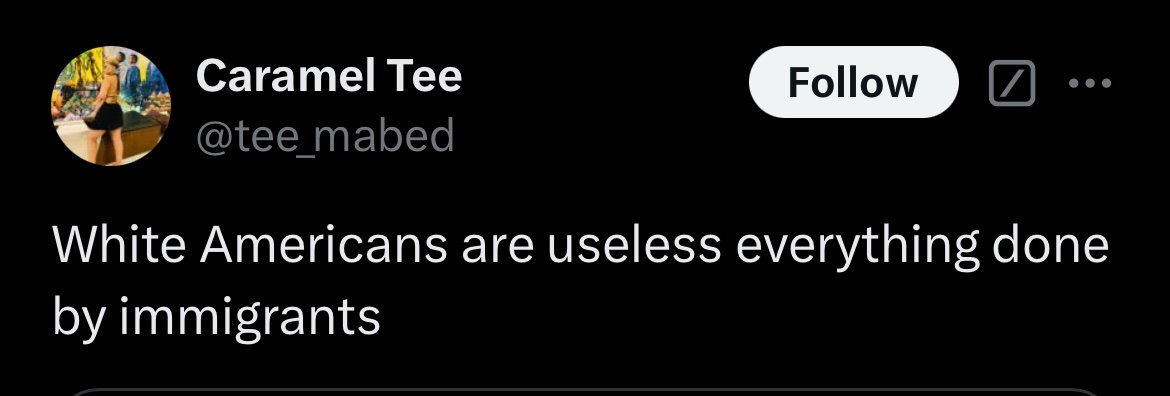 Caramel Tee
Follow
@tee_mabed
White Americans are useless everything done
by immigrants